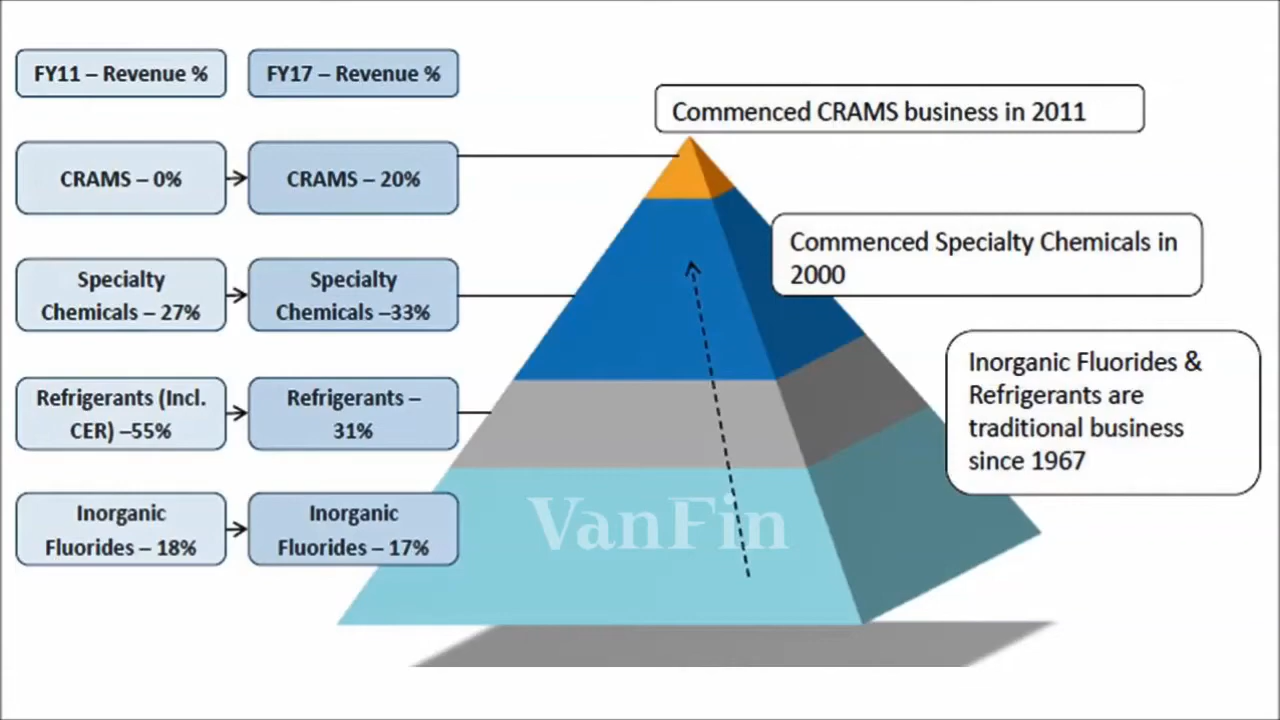 FY11 – Revenue %
FY17 – Revenue %
Commenced CRAMS business in 2011
CRAMS – 0%
CRAMS – 20%
Commenced Specialty Chemicals in
2000
Specialty
Chemicals – 27%
Specialty
Chemicals –33%
Inorganic Fluorides &
Refrigerants are
traditional business
since 1967
Refrigerants (Incl.
CER) –55%
Refrigerants –
31%
Inorganic
Fluorides – 18%
Inorganic
Fluorides – 17%
VanFin